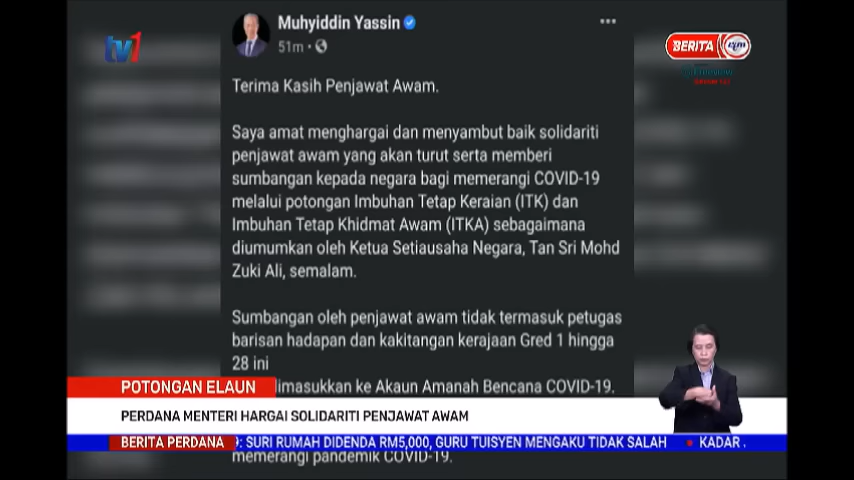 tv1
Muhyiddin Yassin
51m
BERITA rtm
Terima Kasih Penjawat Awam.
Saya amat menghargai dan menyambut baik solidariti
penjawat awam yang akan turut serta memberi
sumbangan kepada negara bagi memerangi COVID-19
melalui potongan Imbuhan Tetap Keraian (ITK) dan
Imbuhan Tetap Khidmat Awam (ITKA) sebagaimana
diumumkan oleh Ketua Setiausaha Negara, Tan Sri Mohd
Zuki Ali, semalam.
Sumbangan oleh penjawat awam tidak termasuk petugas
barisan hadapan dan kakitangan kerajaan Gred 1 hingga
28 ini
dimasukkan ke Akaun Amanah Bencana COVID-19.
POTONGAN ELAUN
PERDANA MENTERI HARGAI SOLIDARITI PENJAWAT AWAM
BERITA PERDANA
9: SURI RUMAH DIDENDA RM5,000, GURU TUISYEN MENGAKU TIDAK SALAH • KADAR
memerangi pandemik COVID-19.